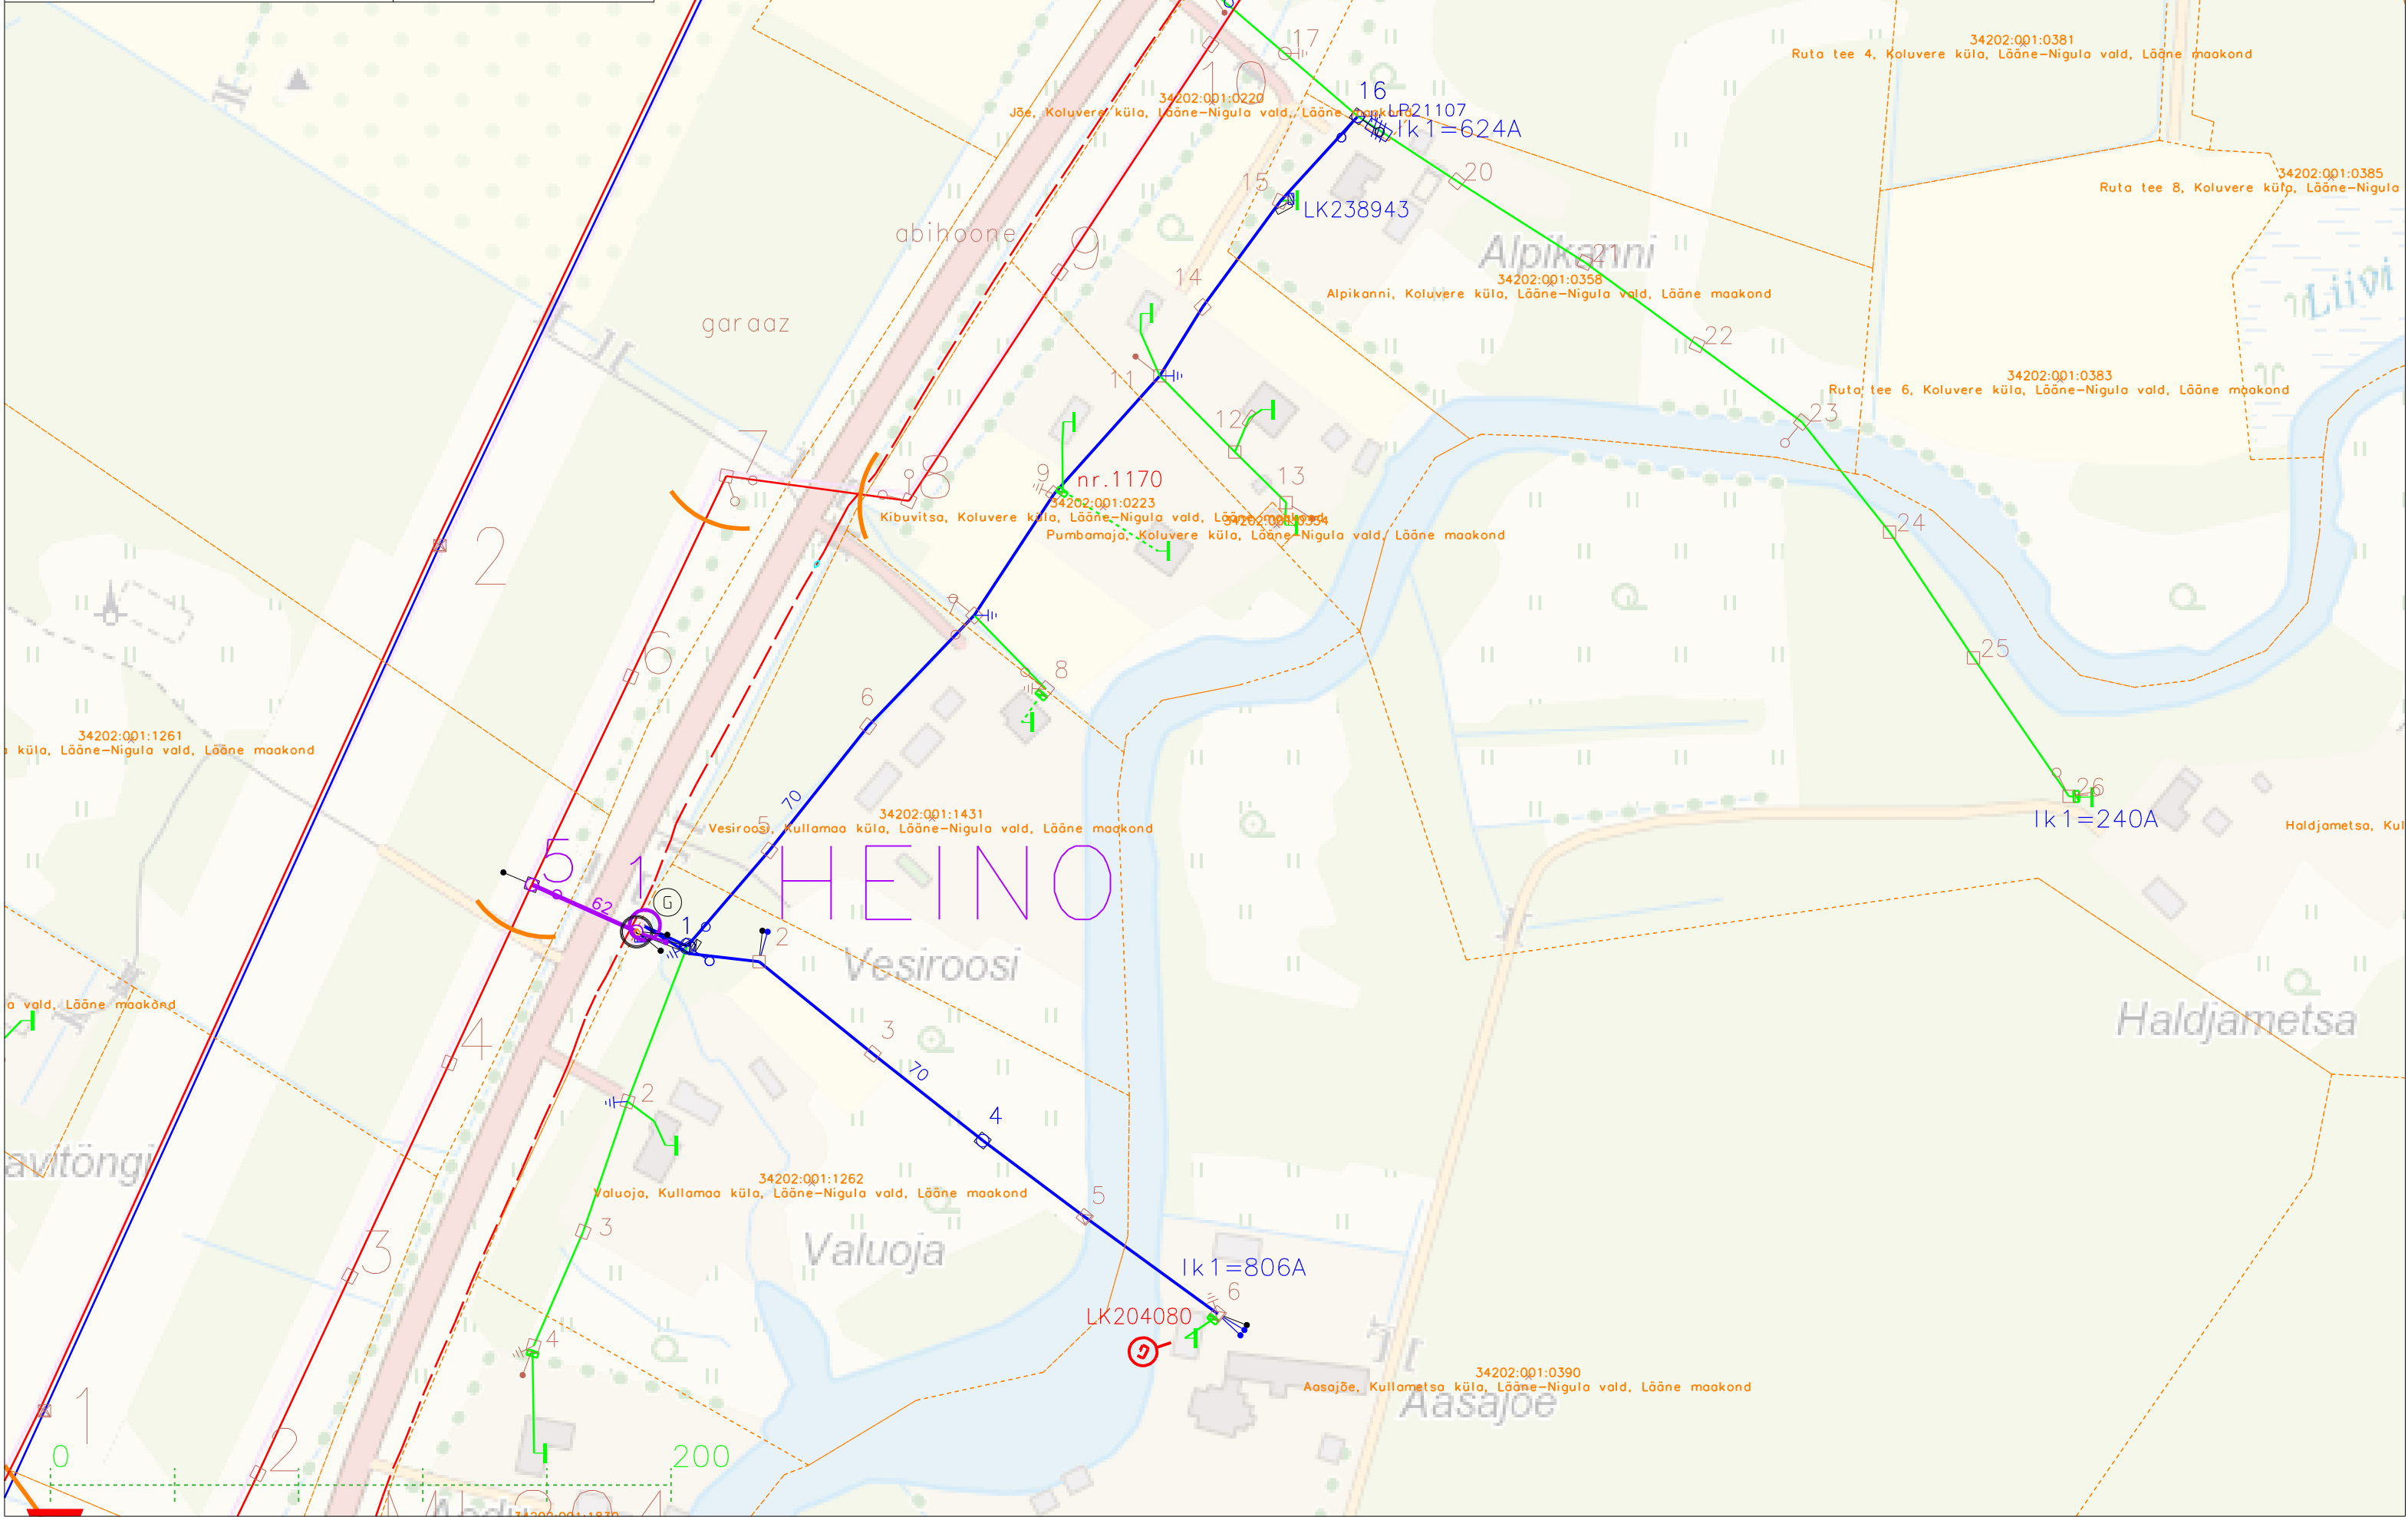 17
16
10
LP21107
Ik1=624A
34202:001:0381
Ruta tee 4, Koluvere küla, Lääne-Nigula vald, Lääne maakond
34202:001:0220
Jõe, Koluvere küla, Lääne-Nigula vald, Lääne maakond
15
20
34202:001:0385
Ruta tee 8, Koluvere küla, Lääne-Nigula
LK238943
abihoone
9
Alpikanni
21
34202:001:0358
Alpikanni, Koluvere küla, Lääne-Nigula vald, Lääne maakond
Liivi
14
garaaz
22
11
34202:001:0383
Ruta tee 6, Koluvere küla, Lääne-Nigula vald, Lääne maakond
12
23
7
8
9
nr.1170
13
34202:001:0223
Kibuvitsa, Koluvere küla, Lääne-Nigula vald, Lääne maakond
Pumbamaja, Koluvere küla, Lääne-Nigula vald, Lääne maakond
2
24
7
6
8
25
6
34202:001:1261
küla, Lääne-Nigula vald, Lääne maakond
70
26
Ik1=240A
34202:001:1431
Vesiroosi, Kullamaa küla, Lääne-Nigula vald, Lääne maakond
5
Haldjametsa, Kul
5
1
HEINO
62
G
1
2
Vesiroosi
a vald, Lääne maakond
Haldjametsa
4
3
70
2
4
avitõngi
34202:001:1262
Valuoja, Kullamaa küla, Lääne-Nigula vald, Lääne maakond
5
3
3
Valuoja
Ik1=806A
6
LK204080
4
34202:001:0390
Aasajõe, Kullametsa küla, Lääne-Nigula vald, Lääne maakond
Aasajõe
1
2
0
200